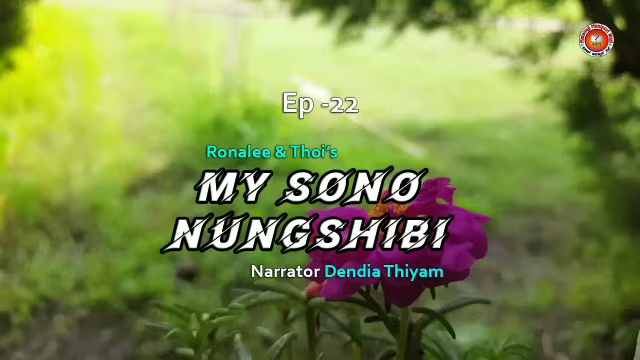 Ep -22
Ronalee & Thoi's
MY SONO
NUNGSHIBI
Narrator Dendia Thiyam